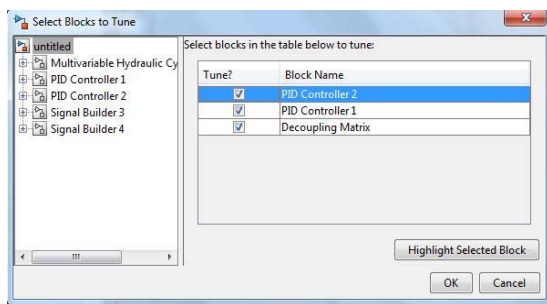 Select Blocks to Tune
untitled
Multivariable Hydraulic Cy
PID Controller 1
PID Controller 2
Signal Builder 3
Signal Builder 4
Select blocks in the table below to tune:
Tune? Block Name
PID Controller 2
PID Controller 1
Decoupling Matrix
Highlight Selected Block
OK Cancel